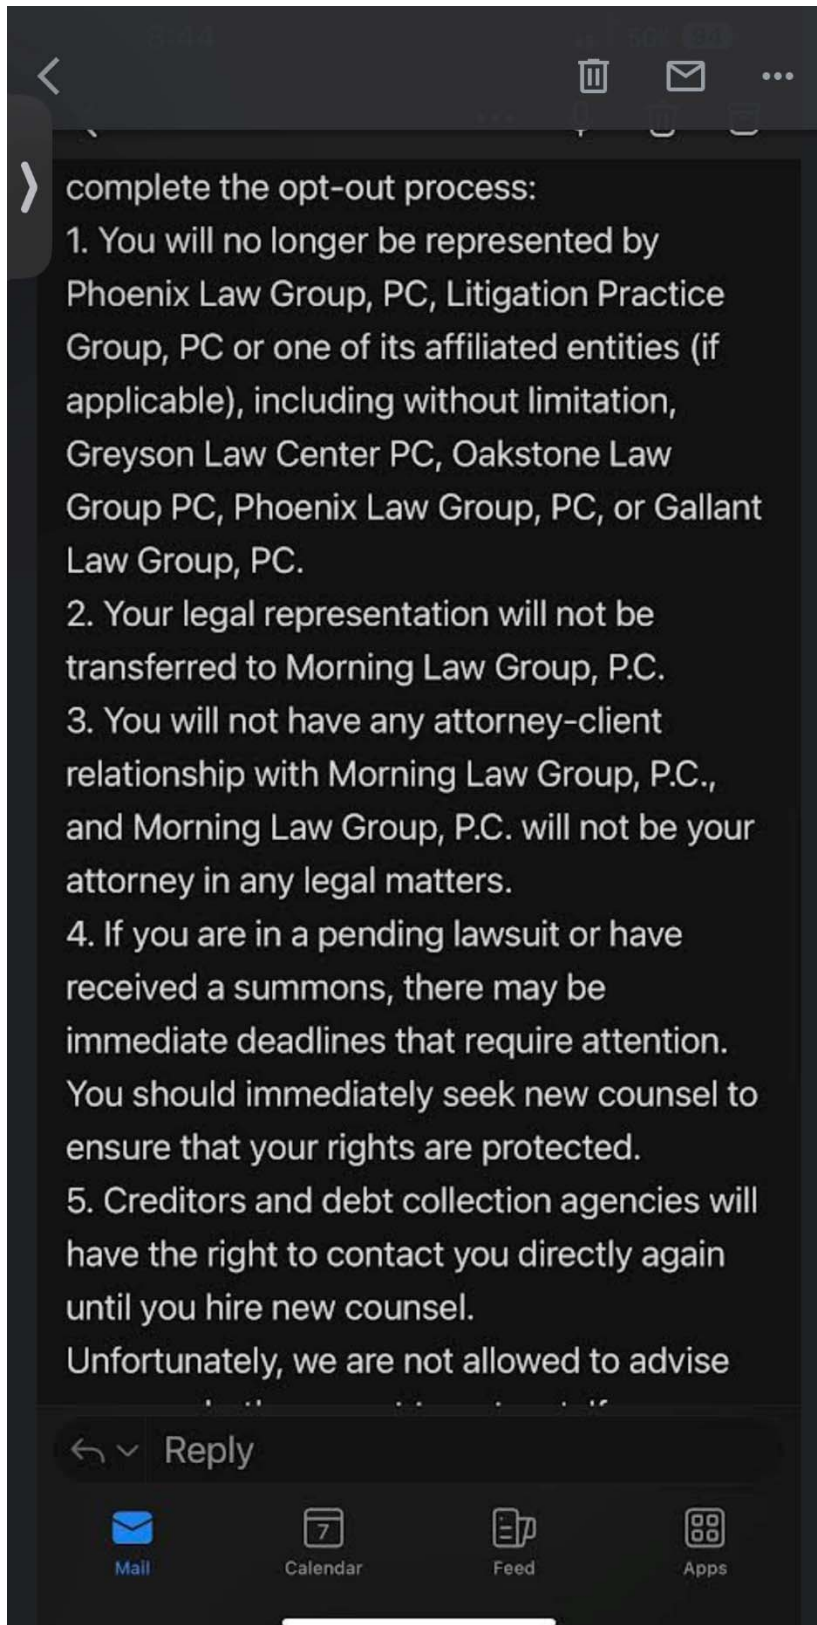 complete the opt-out process:
1. You will no longer be represented by
Phoenix Law Group, PC, Litigation Practice
Group, PC or one of its affiliated entities (if
applicable), including without limitation,
Greyson Law Center PC, Oakstone Law
Group PC, Phoenix Law Group, PC, or Gallant
Law Group, PC.
2. Your legal representation will not be
transferred to Morning Law Group, P.C.
3. You will not have any attorney-client
relationship with Morning Law Group, P.C.,
and Morning Law Group, P.C. will not be your
attorney in any legal matters.
4. If you are in a pending lawsuit or have
received a summons, there may be
immediate deadlines that require attention.
You should immediately seek new counsel to
ensure that your rights are protected.
5. Creditors and debt collection agencies will
have the right to contact you directly again
until you hire new counsel.
Unfortunately, we are not allowed to advise
Reply
7
Mail Calendar Feed Apps